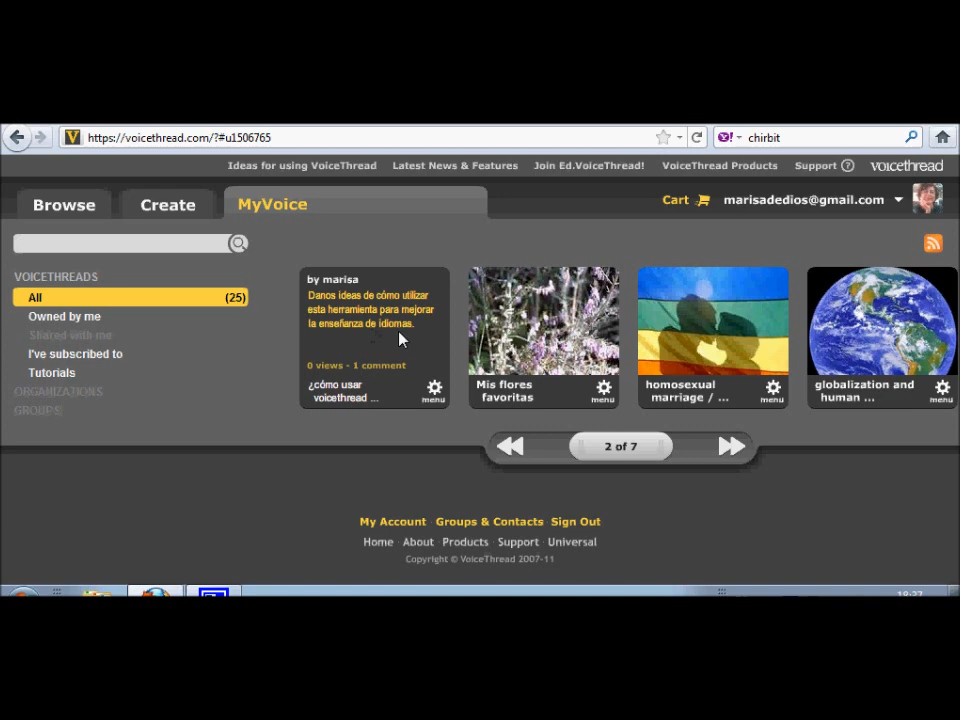 https://voicethread.com/?#u1506765
chirbit
Ideas for using VoiceThread
Latest News & Features
Join Ed.VoiceThread!
VoiceThread Products
Support ?
voicethread
Browse
Create
MyVoice
Cart
marisadedios@gmail.com
VOICETHREADS
All (25)
Owned by me
Shared with me
I've subscribed to
Tutorials
ORGANIZATIONS
GROUPS
by marisa
Danos ideas de cómo utilizar
esta herramienta para mejorar
la enseñanza de idiomas.
0 views - 1 comment
¿cómo usar
voicethread ...
menu
Mis flores
favoritas
menu
homosexual
marriage / ...
menu
globalization and
human ...
menu
2 of 7
My Account · Groups & Contacts · Sign Out
Home · About · Products · Support · Universal
Copyright © VoiceThread 2007-11